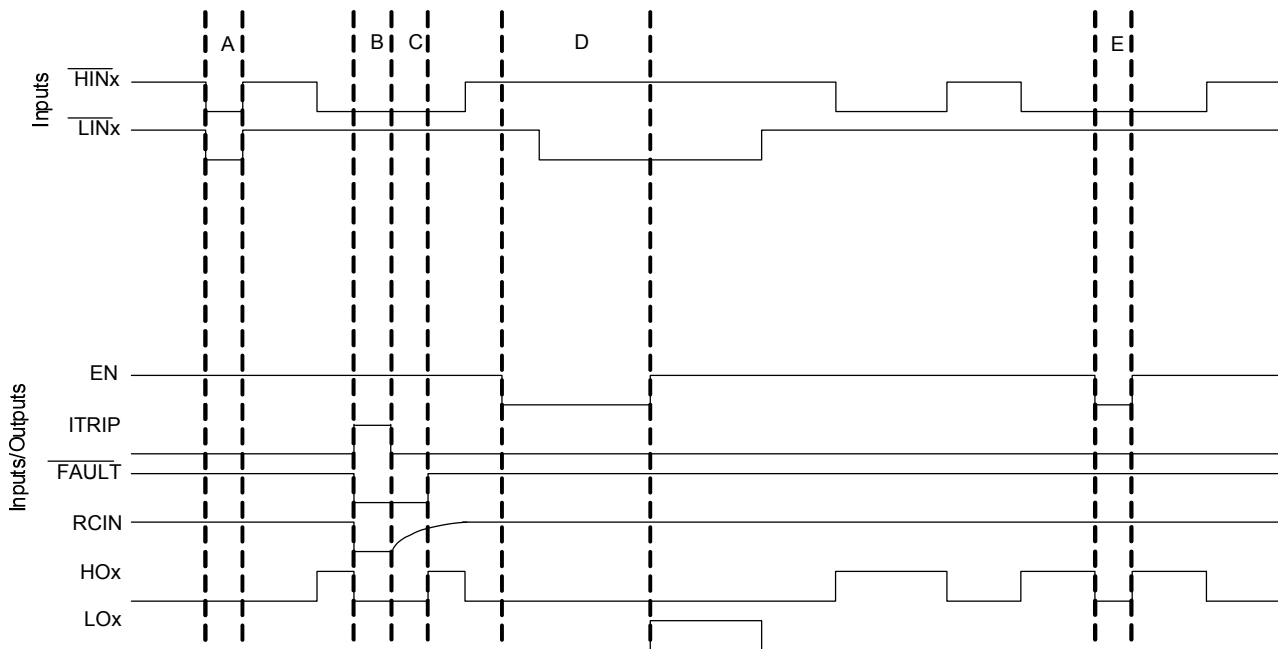 A
B
C
D
E
Inputs
HINx
LINx
Inputs/Outputs
EN
ITRIP
FAULT
RCIN
HOx
LOx